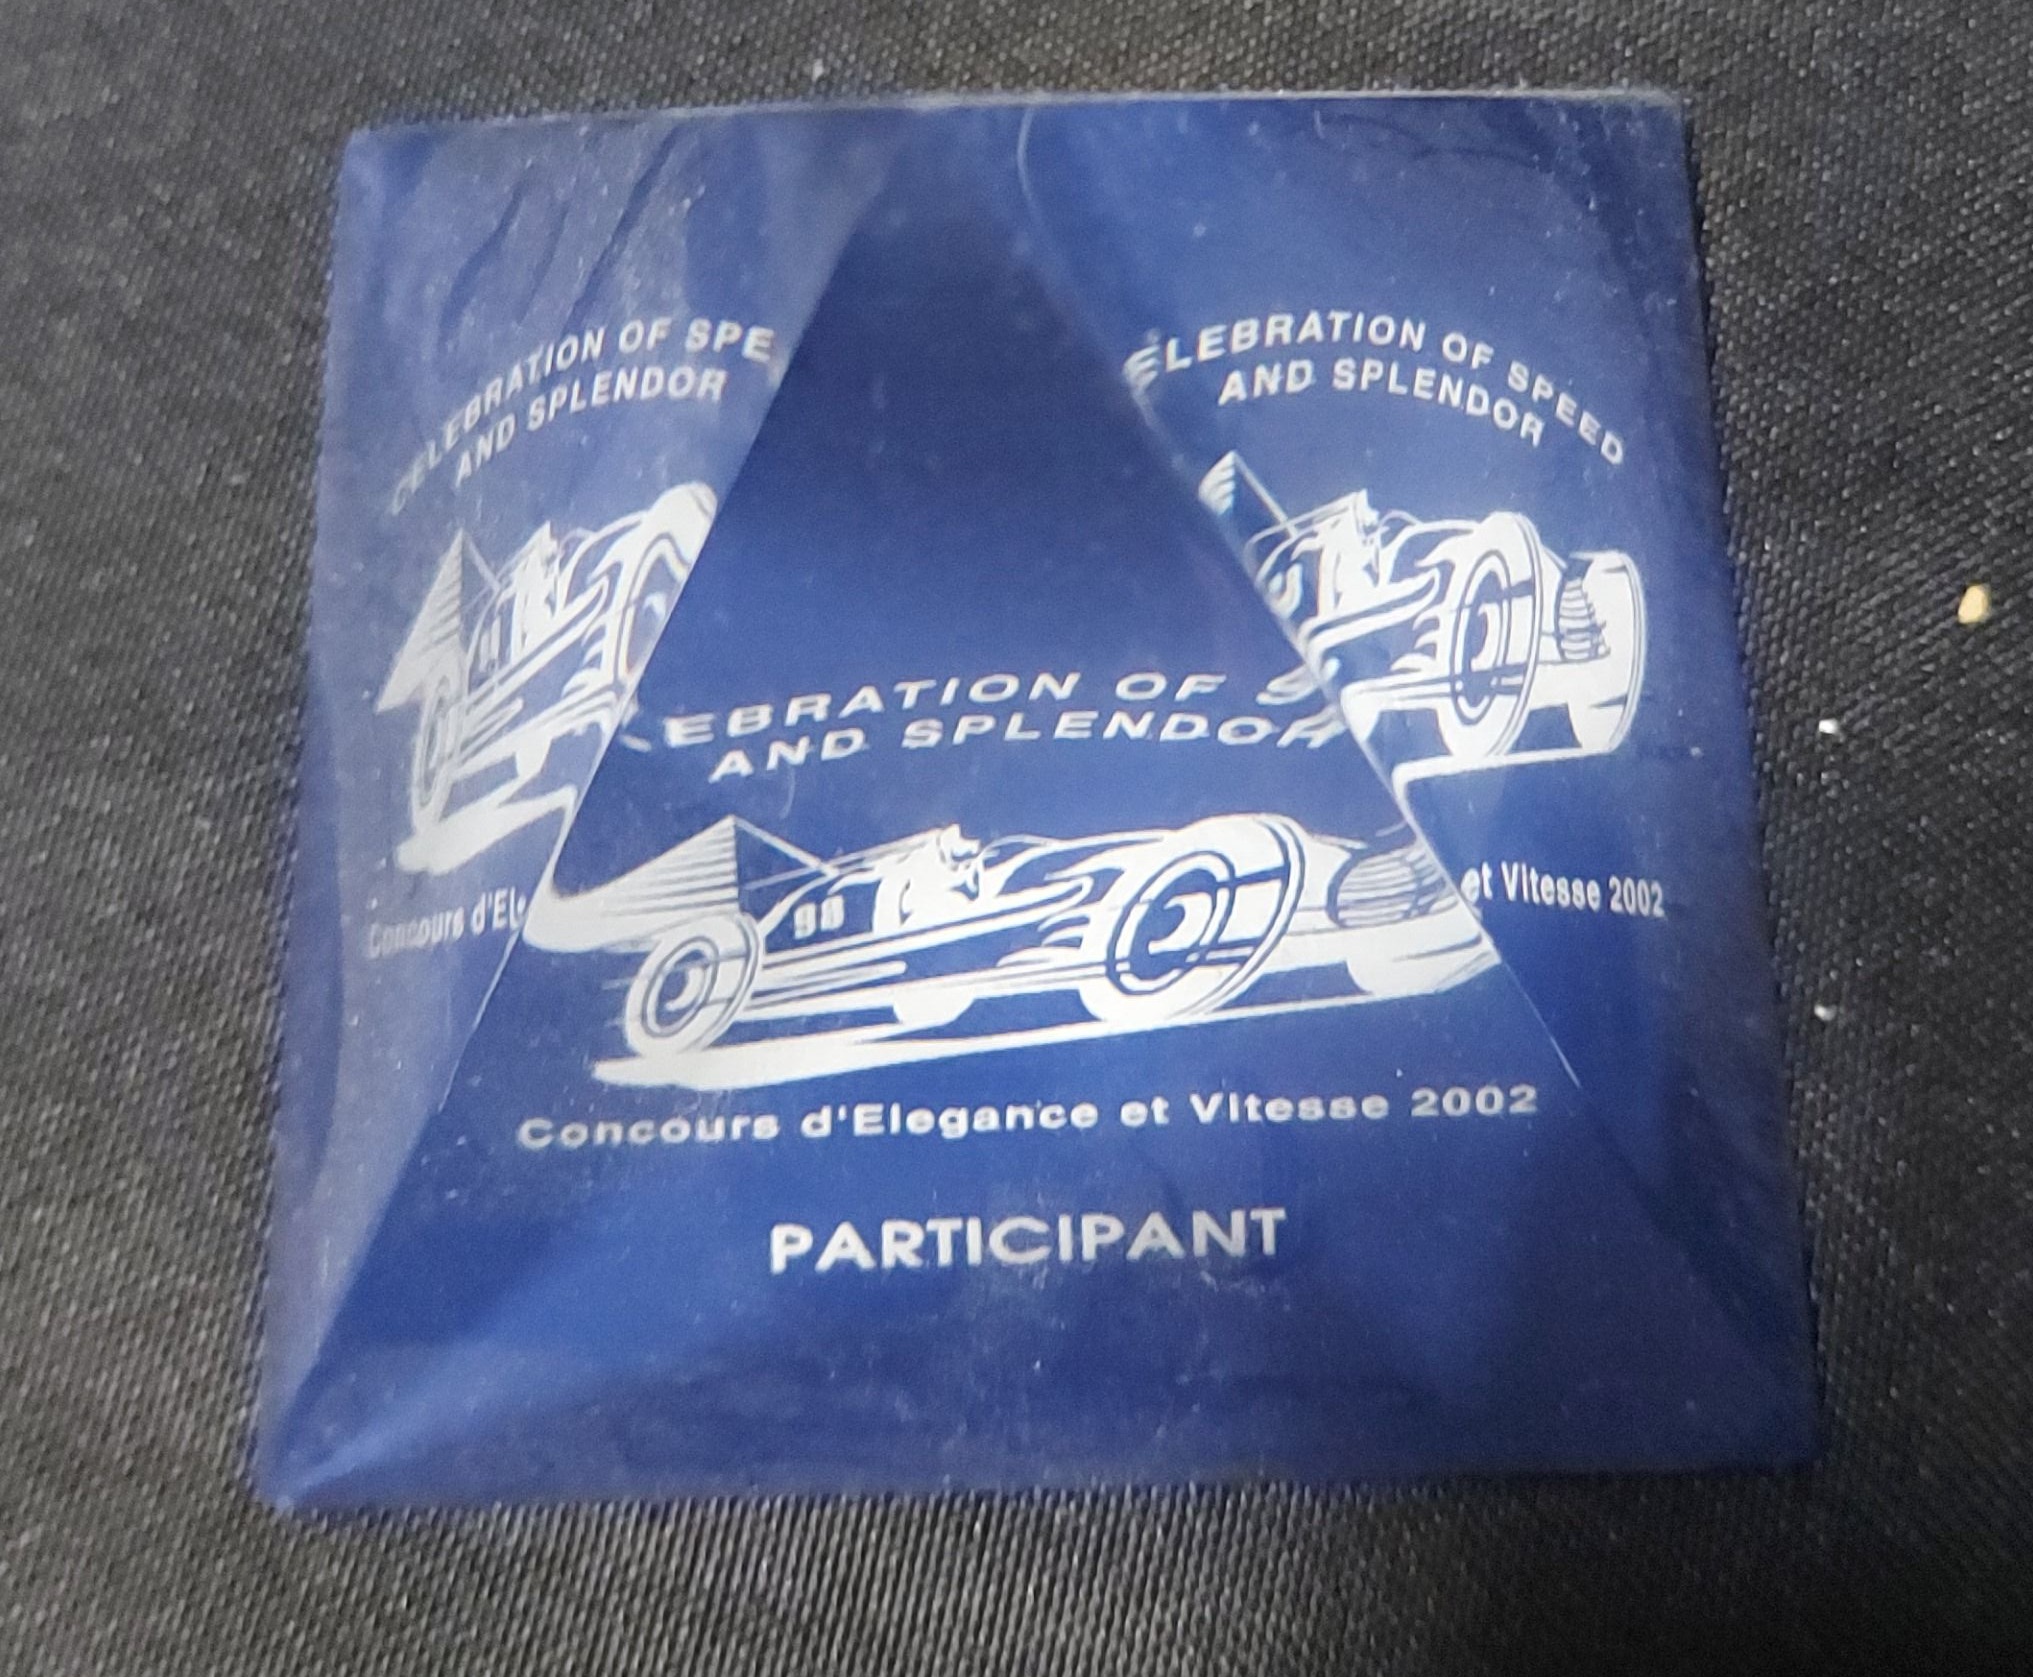 CELEBRATION OF SPE
AND SPLENDOR
Concours d'El
ELEBRATION OF SPEED
AND SPLENDOR
et Vitesse 2002
EBRATION OF S
AND SPLENDOR
98
Concours d'Elegance et Vitesse 2002
PARTICIPANT